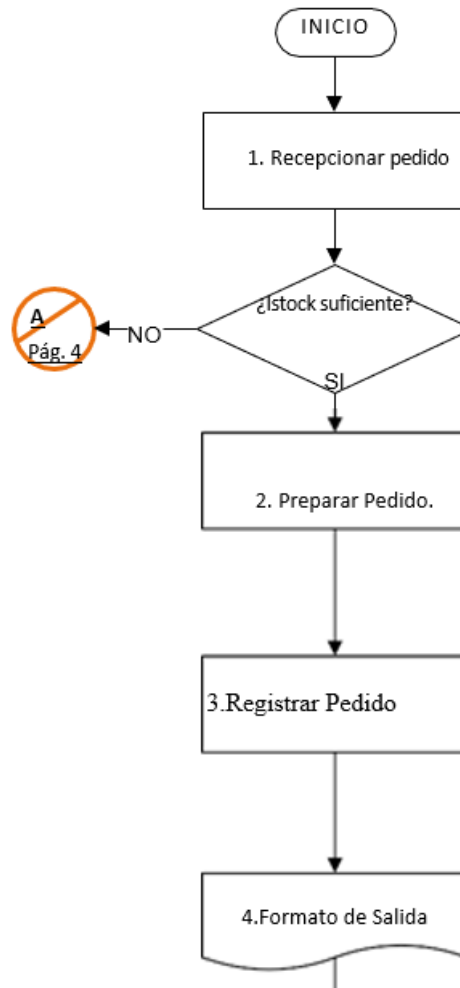 INICIO
1. Recepcionar pedido
¿Istock suficiente?
A
Pág. 4
NO
SI
2. Preparar Pedido.
3.Registrar Pedido
4.Formato de Salida